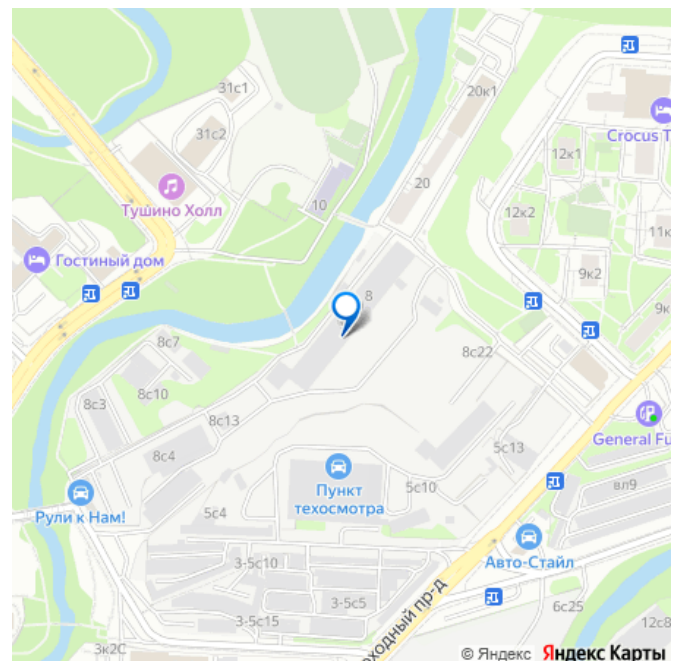 31с1
20к1
31с2
Crocus T
12к1
Тушино Холл
10
20
12к2
11к
Гостиный дом
9к2
8
9к
8с7
8с22
8с10
8с3
8с13
General Fu
5с13
8с4
Пункт
техосмотра
5с10
вл9
Рули к Нам!
5с4
Авто-Стайл
3-5с10
3-5с5
6с25
3-5с15
12с8
3к2С
оходный пр-д
© Яндекс Яндекс Карты